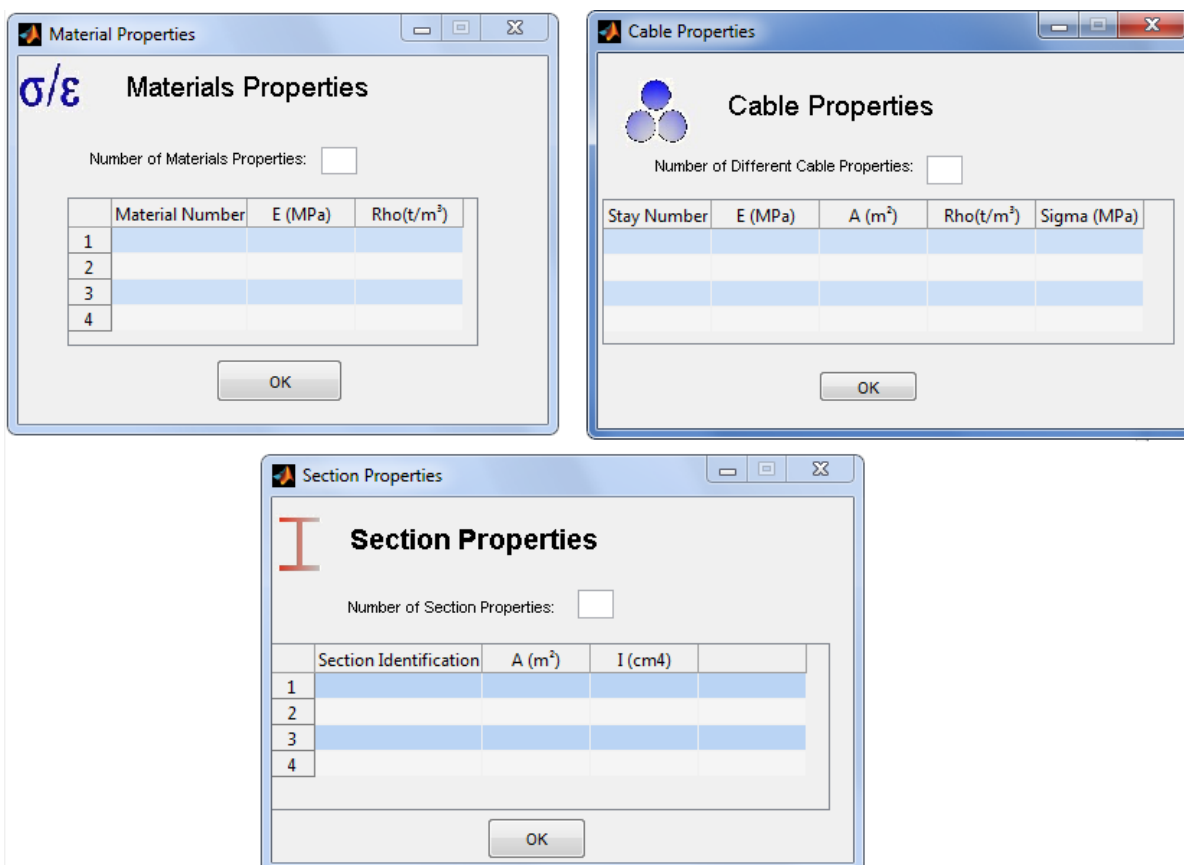 Material Properties
σ/ε Materials Properties
Number of Materials Properties:
Material Number E (MPa) Rho(t/m³)
1
2
3
4
OK
Cable Properties
Cable Properties
Number of Different Cable Properties:
Stay Number E (MPa) A (m²) Rho(t/m³) Sigma (MPa)
OK
Section Properties
Section Properties
Number of Section Properties:
Section Identification A (m²) I (cm4)
1
2
3
4
OK